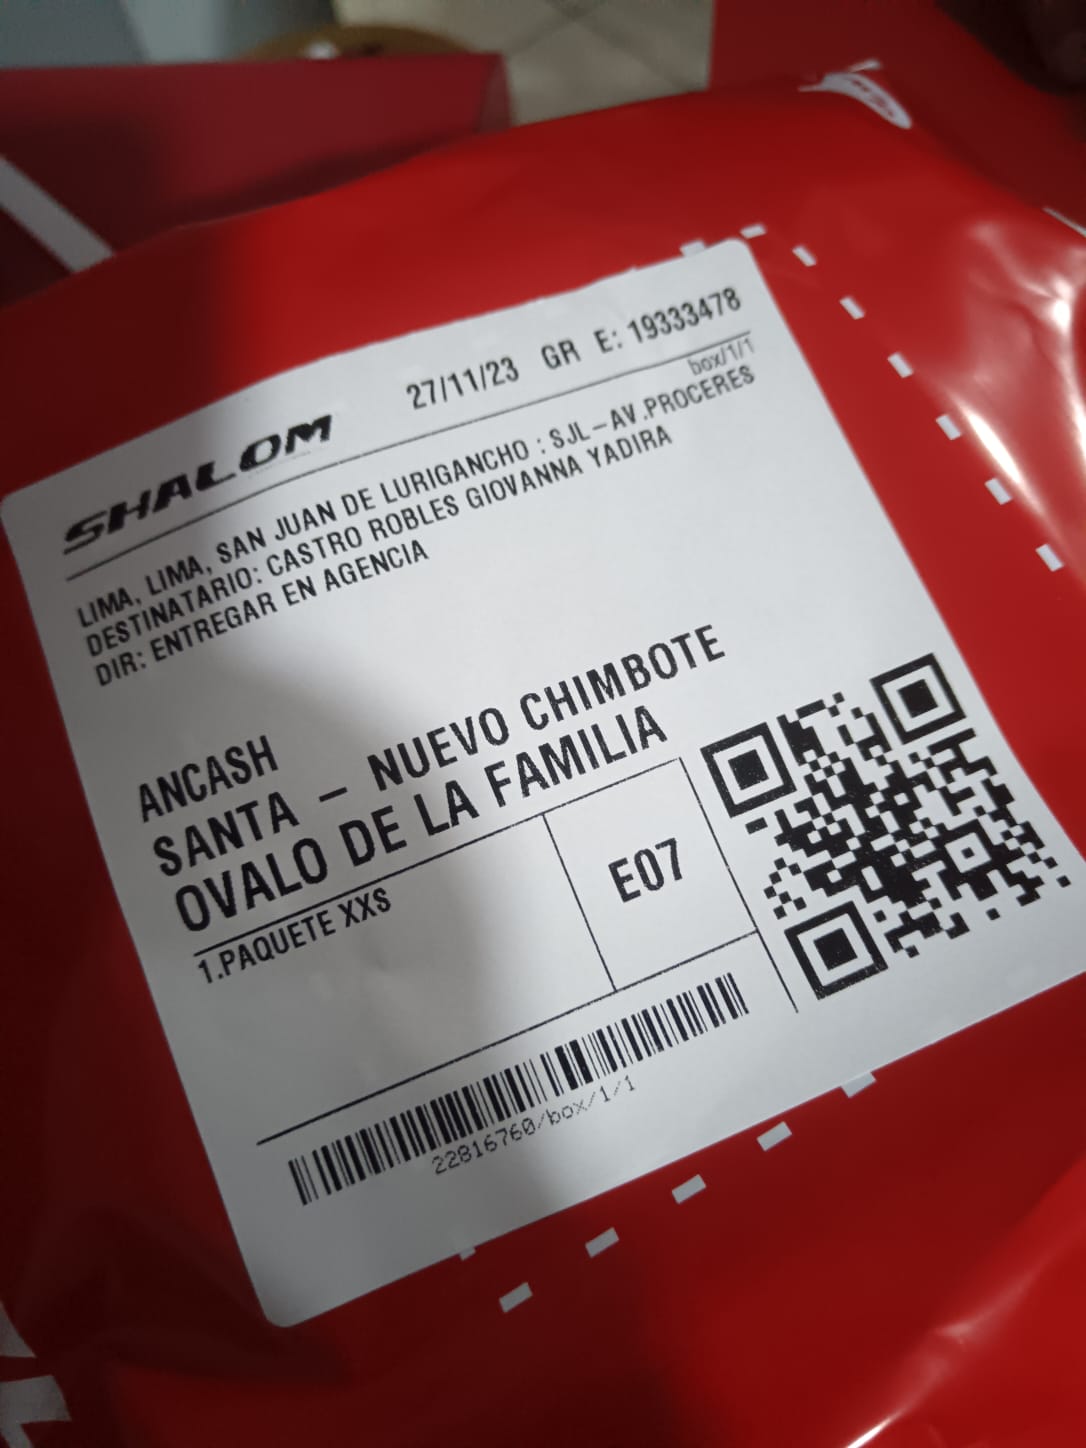 SHALOM
27/11/23 GR E: 19333478
box/1/1
LIMA, LIMA, SAN JUAN DE LURIGANCHO : SJL-AV.PROCERES
DESTINATARIO: CASTRO ROBLES GIOVANNA YADIRA
DIR: ENTREGAR EN AGENCIA
ANCASH
SANTA - NUEVO CHIMBOTE
OVALO DE LA FAMILIA
1.PAQUETE XXS
E07
22816760/box/1/1